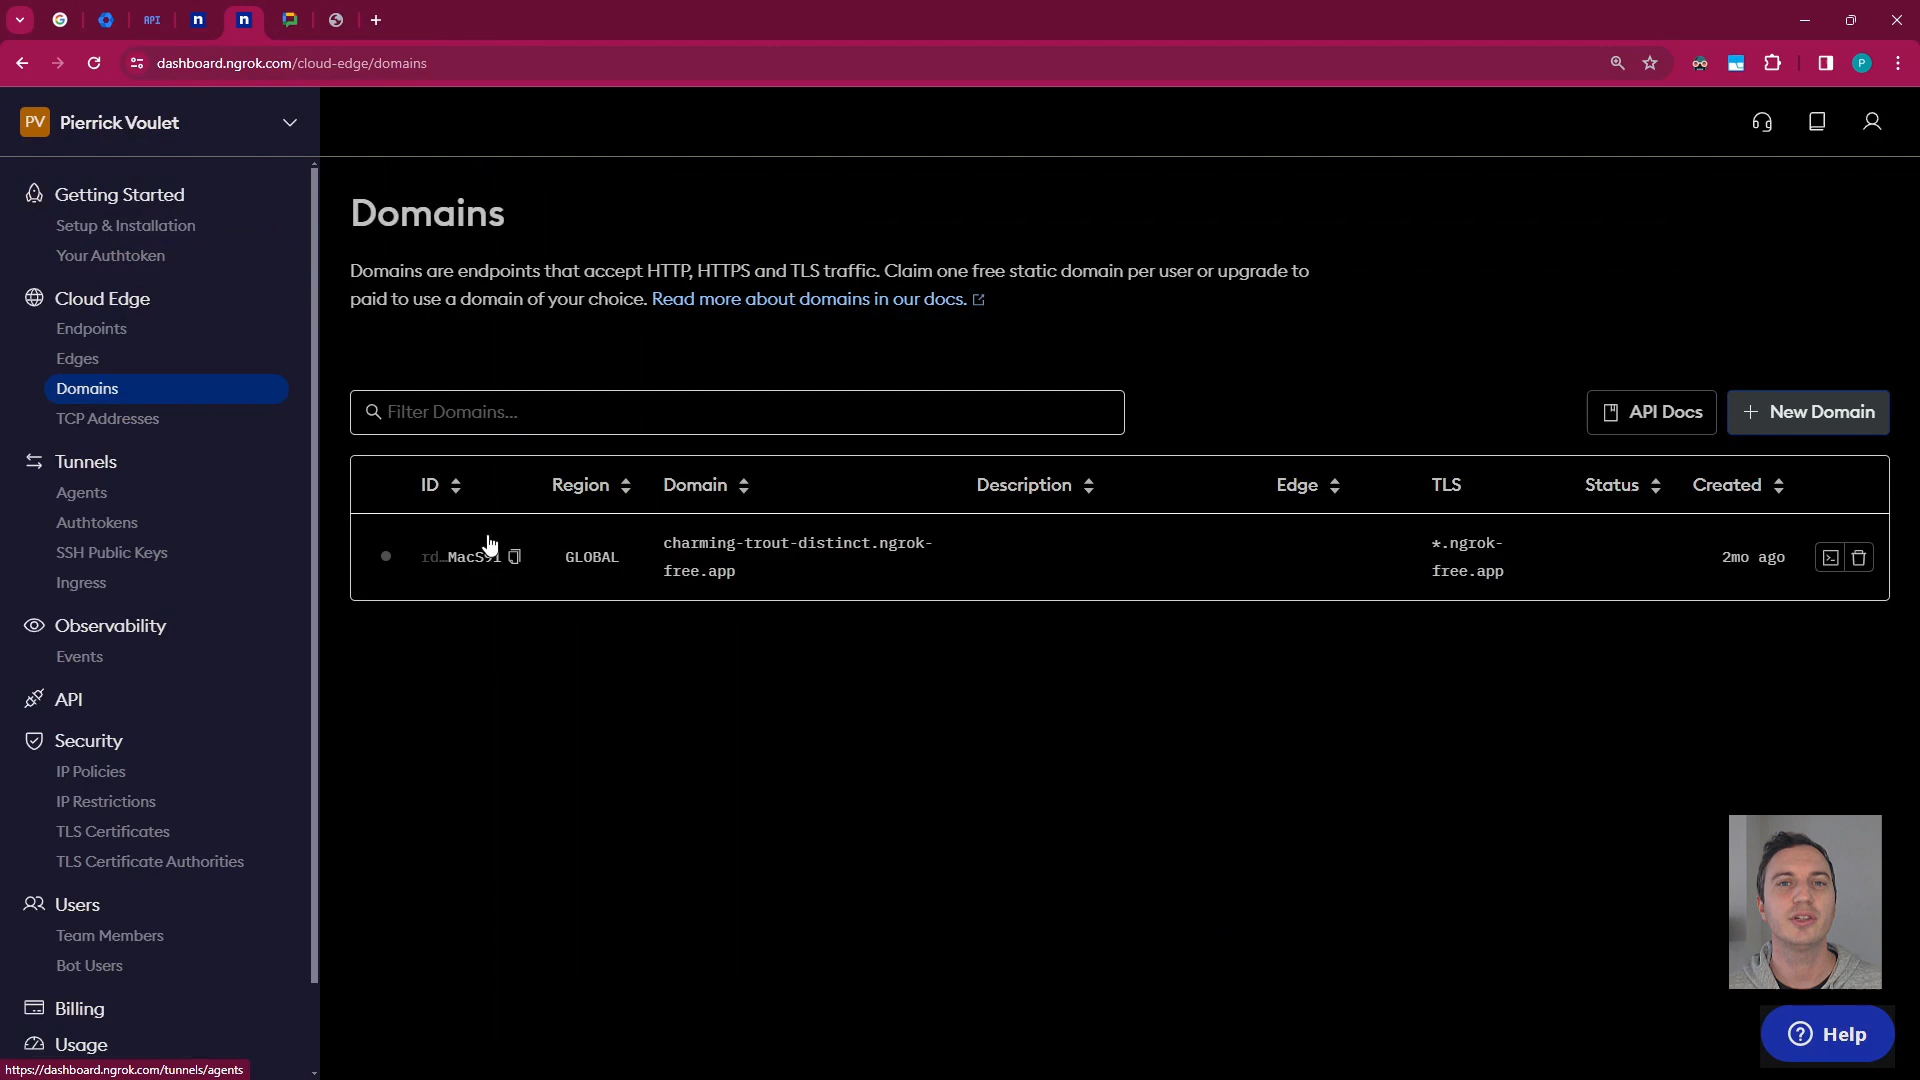 API
n
n
dashboard.ngrok.com/cloud-edge/domains
P
PV
Pierrick Voulet
Getting Started
Setup & Installation
Your Authtoken
Cloud Edge
Endpoints
Edges
Domains
TCP Addresses
Tunnels
Agents
Authtokens
SSH Public Keys
Ingress
Observability
Events
API
Security
IP Policies
IP Restrictions
TLS Certificates
TLS Certificate Authorities
Users
Team Members
Bot Users
Billing
Usage
https://dashboard.ngrok.com/tunnels/agents
Domains
Domains are endpoints that accept HTTP, HTTPS and TLS traffic. Claim one free static domain per user or upgrade to
paid to use a domain of your choice. Read more about domains in our docs.
Filter Domains...
API Docs
+ New Domain
ID Region Domain Description Edge TLS Status Created
GLOBAL
charming-trout-distinct.ngrok-
free.app
*.ngrok-
free.app
2mo ago
Help